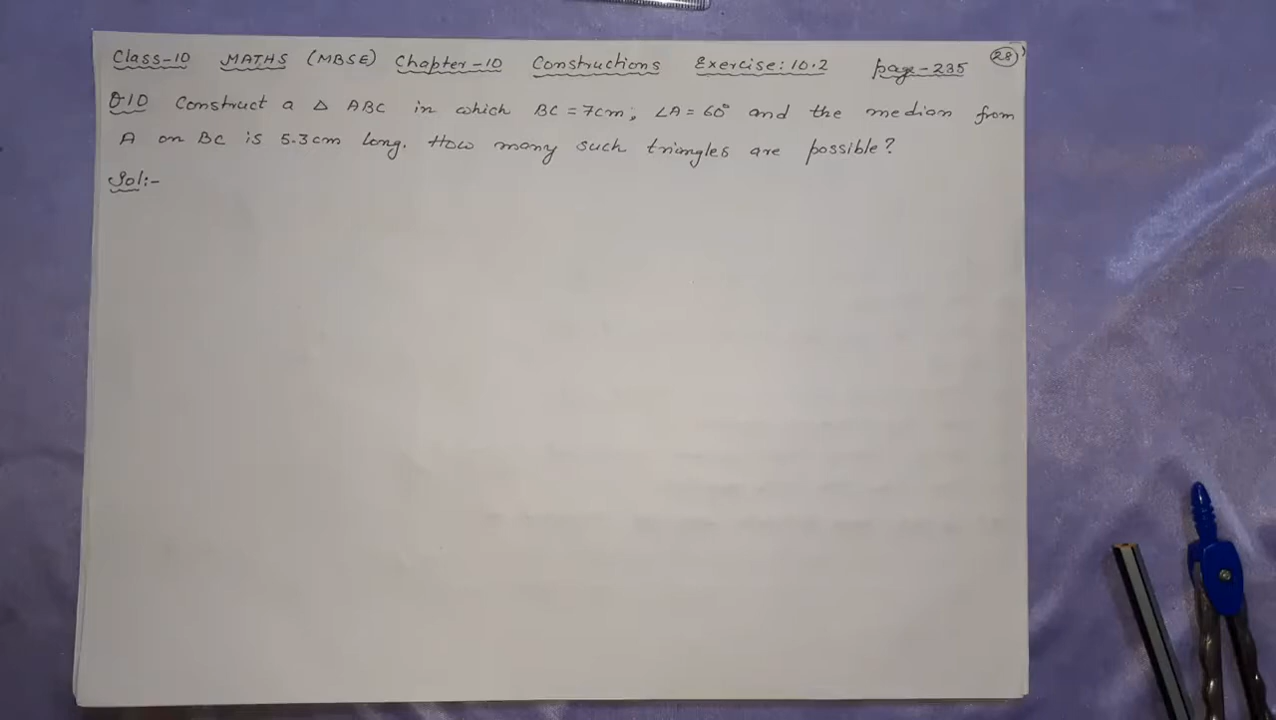 Class-10 MATHS (MBSE) Chapter-10 Constructions Exercise: 10.2 page-235 28
Q10 Construct a △ ABC in which BC = 7cm; ∠A = 60° and the median from
A on BC is 5.3cm long. How many such triangles are possible?
Sol:-